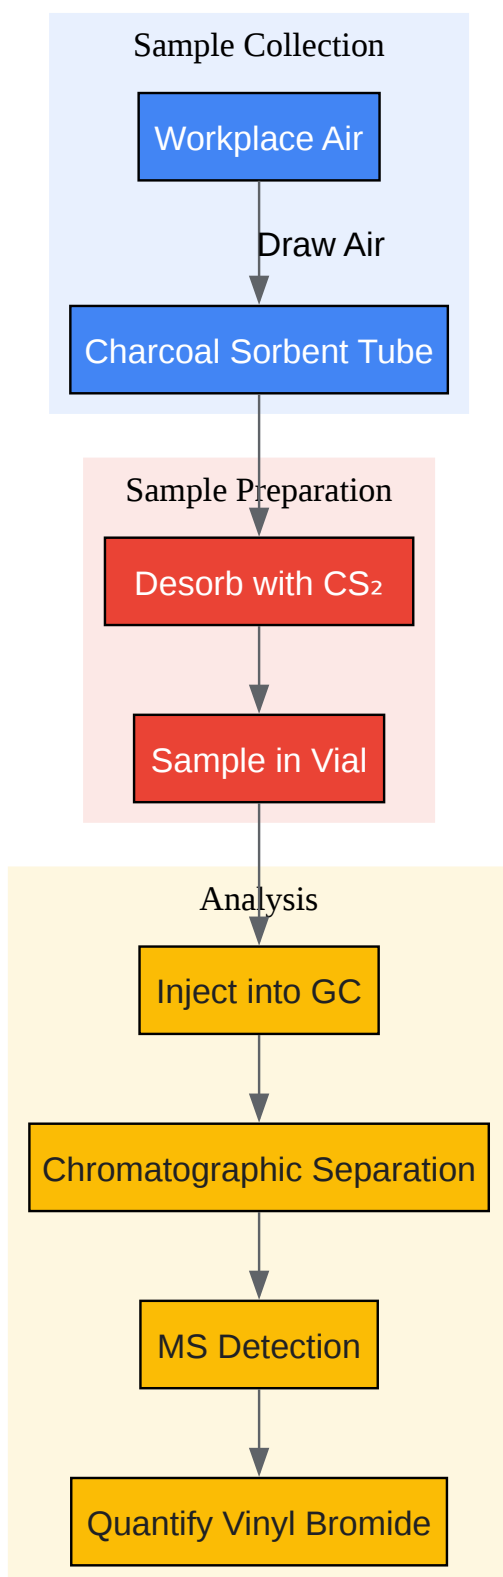 Sample Collection
Workplace Air
Draw Air
Charcoal Sorbent Tube
Sample Preparation
Desorb with CS₂
Sample in Vial
Analysis
Inject into GC
Chromatographic Separation
MS Detection
Quantify Vinyl Bromide